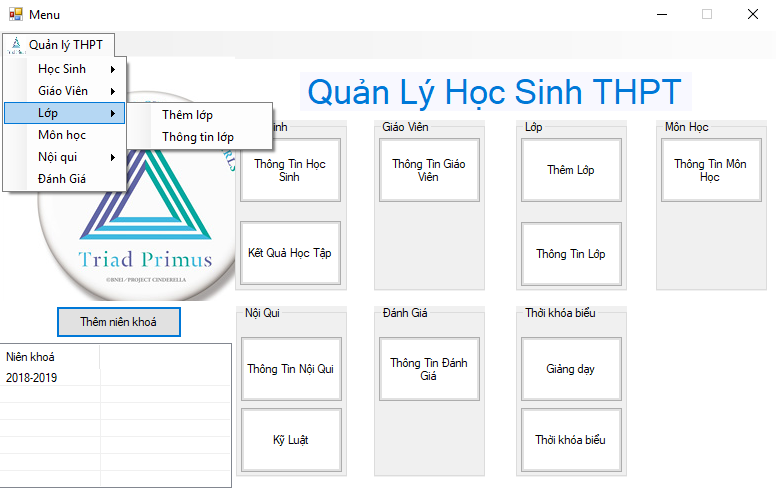 Menu
Quản lý THPT
Học Sinh
Giáo Viên
Lớp
Môn học
Nội qui
Đánh Giá
Thêm lớp
Thông tin lớp
Quản Lý Học Sinh THPT
inh
Giáo Viên
Lớp
Môn Học
Thông Tin Học
Sinh
Thông Tin Giáo
Viên
Thêm Lớp
Thông Tin Môn
Học
Kết Quả Học Tập
Thông Tin Lớp
Triad Primus
©BNEI／PROJECT CINDERELLA
Thêm niên khoá
Niên khoá
2018-2019
Nội Qui
Đánh Giá
Thời khóa biểu
Thông Tin Nội Qui
Thông Tin Đánh
Giá
Giảng dạy
Kỷ Luật
Thời khóa biểu